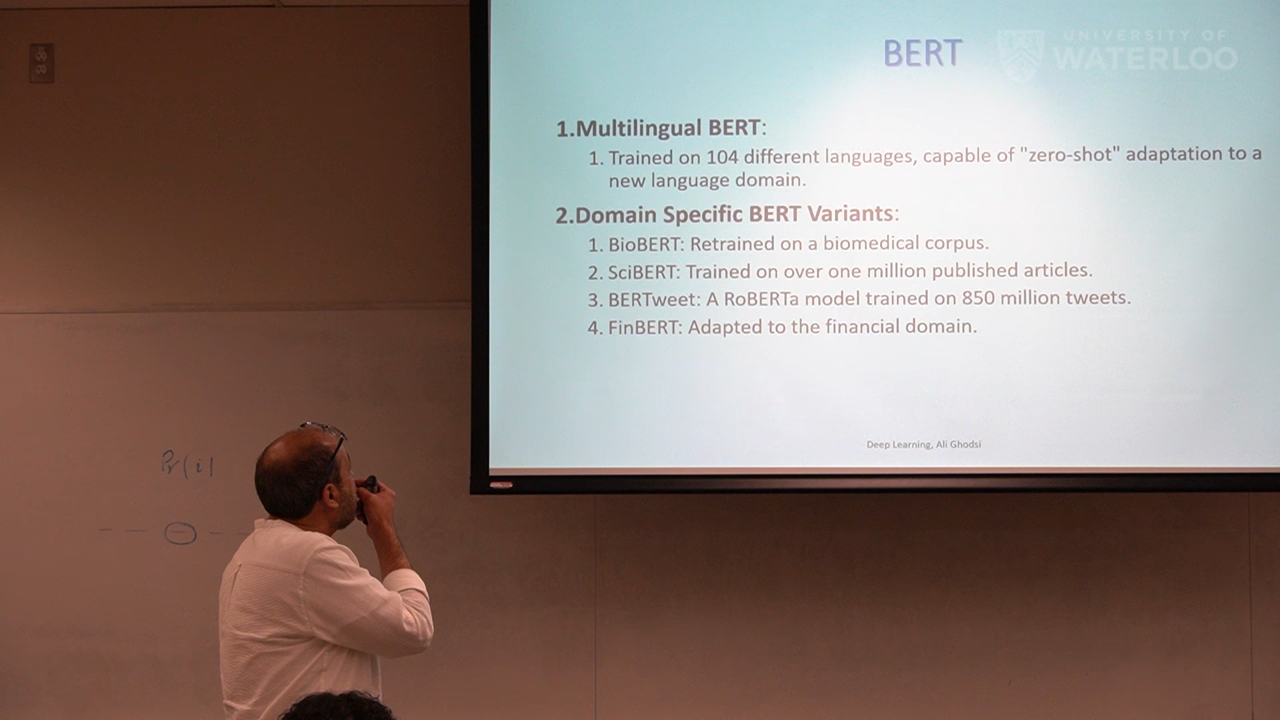 BERT
UNIVERSITY OF
WATERLOO
1.Multilingual BERT:
1. Trained on 104 different languages, capable of "zero-shot" adaptation to a
new language domain.
2.Domain Specific BERT Variants:
1. BioBERT: Retrained on a biomedical corpus.
2. SciBERT: Trained on over one million published articles.
3. BERTweet: A RoBERTa model trained on 850 million tweets.
4. FinBERT: Adapted to the financial domain.
Deep Learning, Ali Ghodsi
Pr(i|